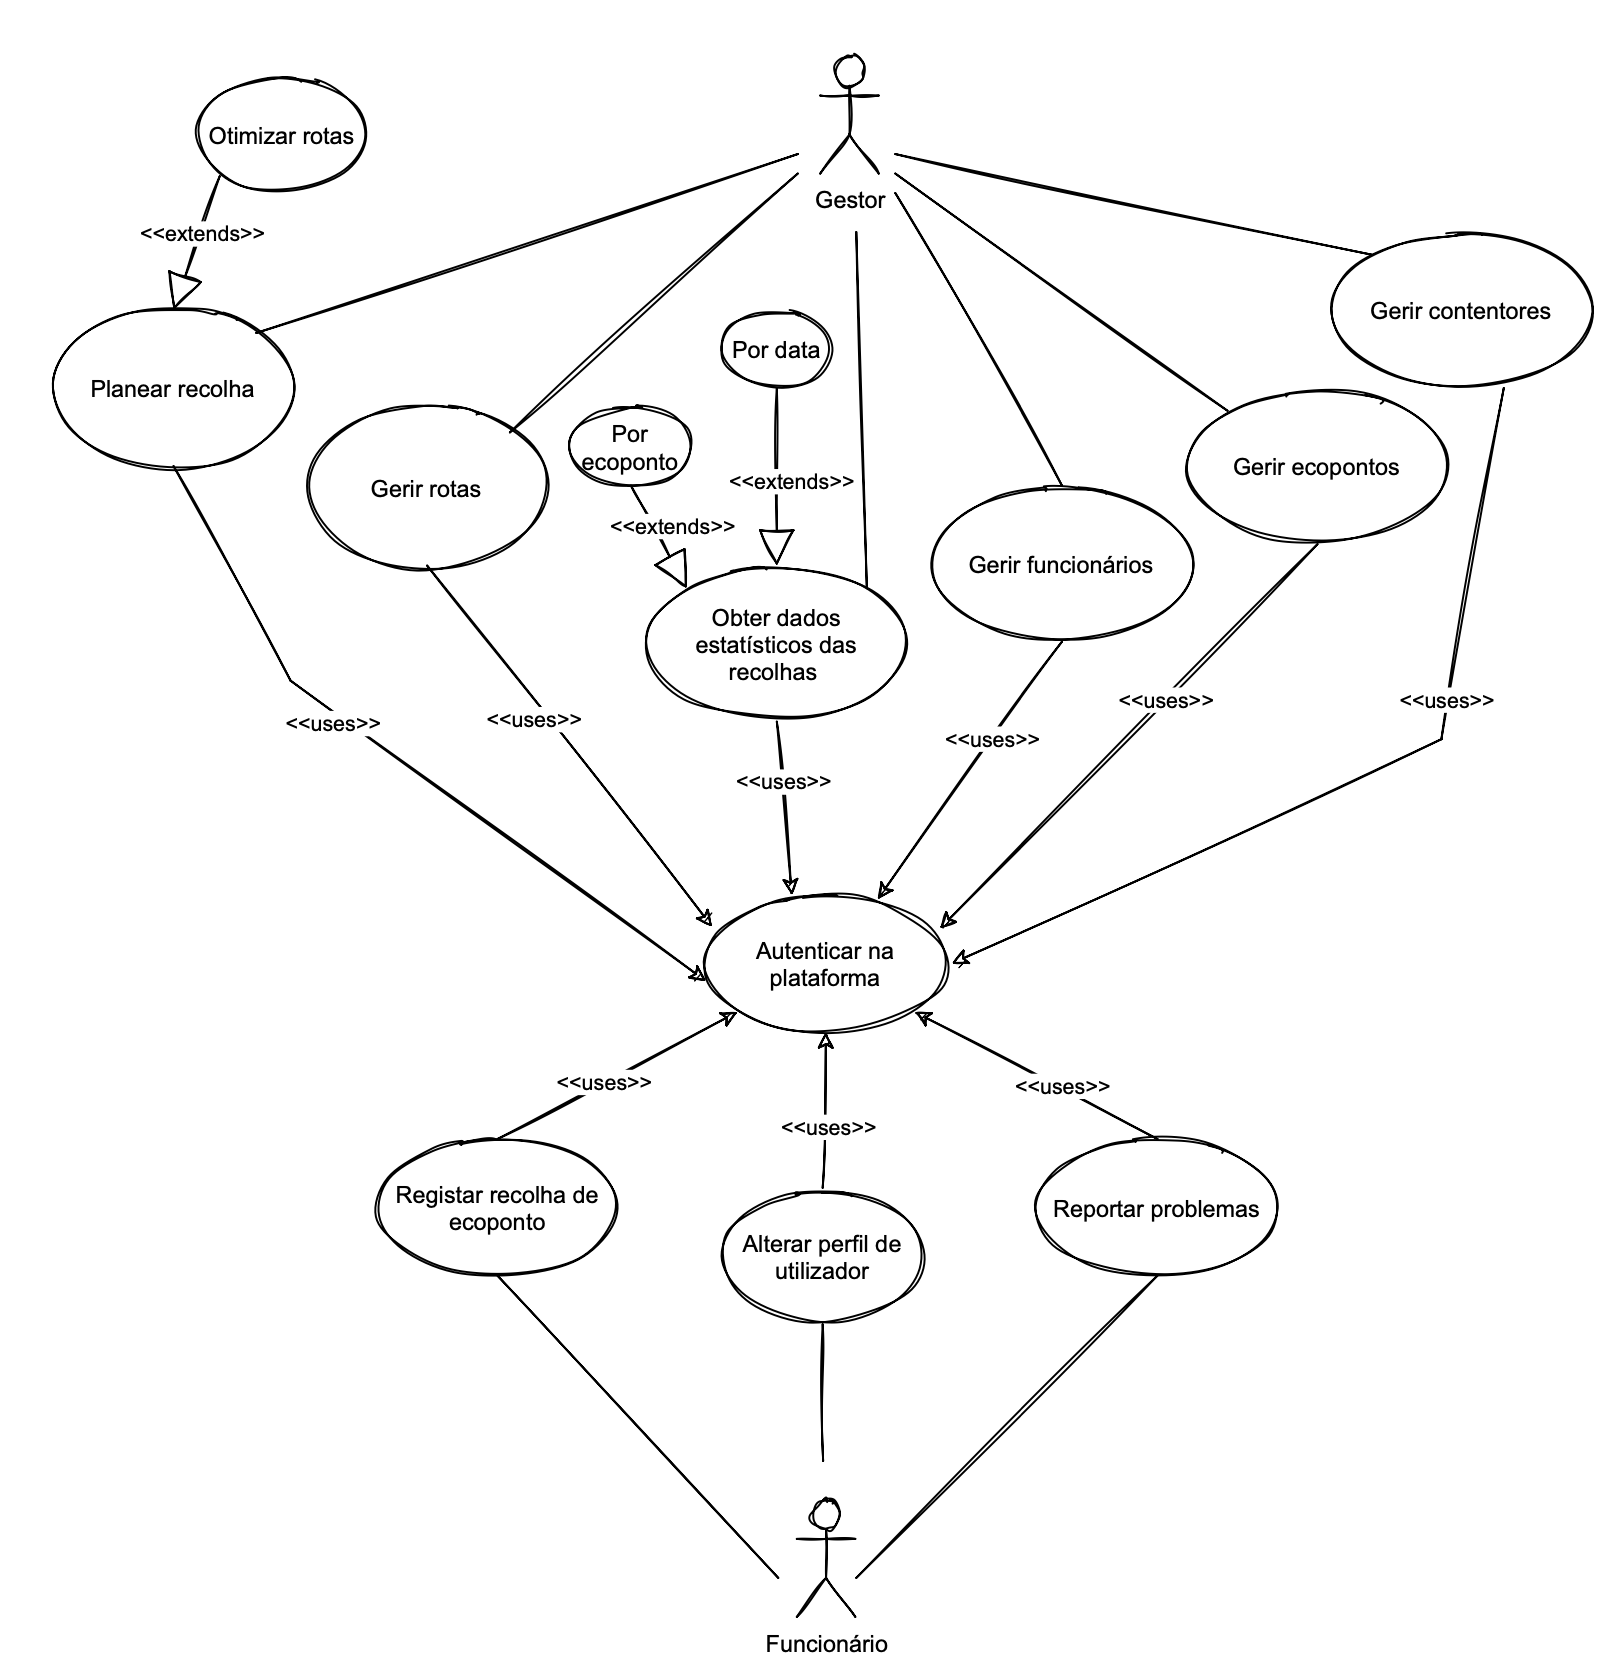 Otimizar rotas
Gestor
<<extends>>
Gerir contentores
Por data
Planear recolha
Por
ecoponto
Gerir ecopontos
<<extends>>
Gerir rotas
<<extends>>
Gerir funcionários
Obter dados
estatísticos das
recolhas
<<uses>>
<<uses>>
<<uses>>
<<uses>>
<<uses>>
<<uses>>
Autenticar na
plataforma
<<uses>>
<<uses>>
<<uses>>
Registar recolha de
ecoponto
Reportar problemas
Alterar perfil de
utilizador
Funcionário